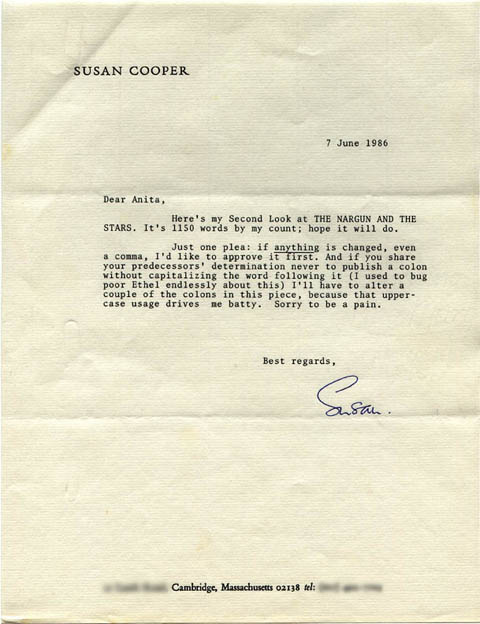 SUSAN COOPER
7 June 1986
Dear Anita,
Here's my Second Look at THE NARGUN AND THE
STARS. It's 1150 words by my count; hope it will do.
Just one plea: if anything is changed, even
a comma, I'd like to approve it first. And if you share
your predecessors' determination never to publish a colon
without capitalizing the word following it (I used to bug
poor Ethel endlessly about this) I'll have to alter a
couple of the colons in this piece, because that upper-
case usage drives me batty. Sorry to be a pain.
Best regards,
Susan.
Cambridge, Massachusetts 02138 tel: